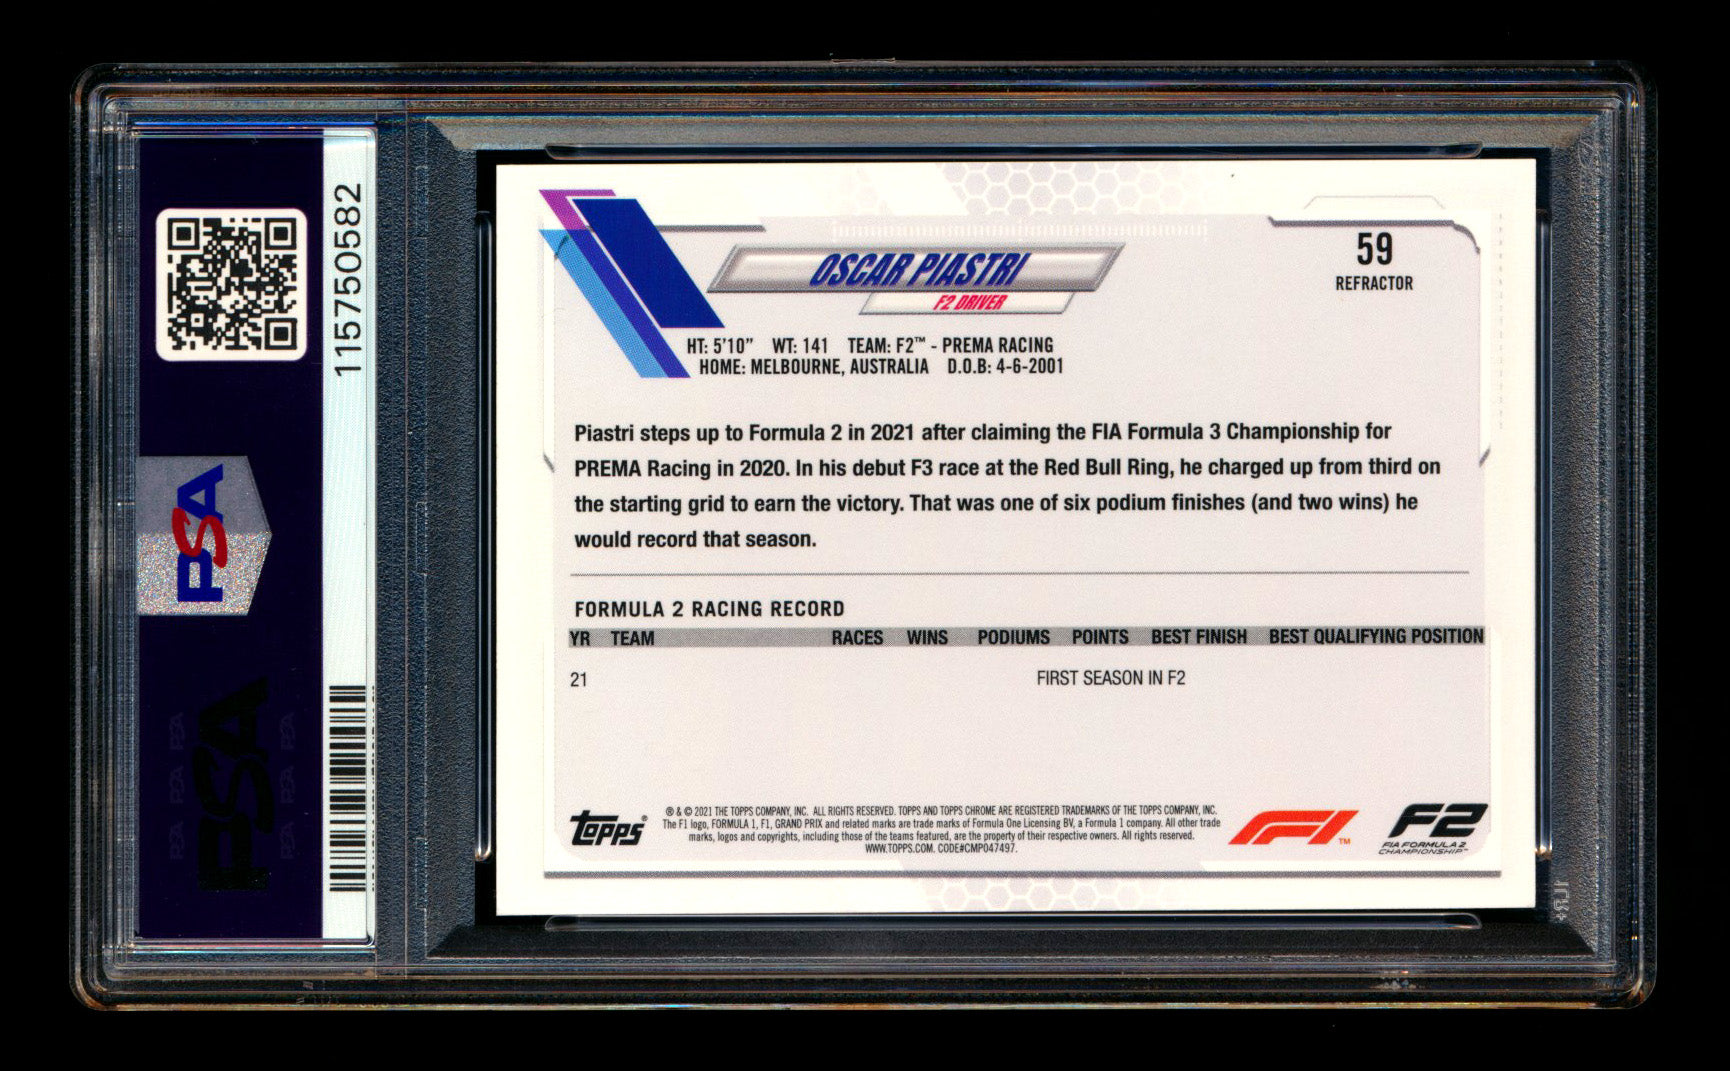 115750582
PSA
PSA
OSCAR PIASTRI
F2 DRIVER
59
REFRACTOR
HT: 5'10" WT: 141 TEAM: F2™ - PREMA RACING
HOME: MELBOURNE, AUSTRALIA D.O.B: 4-6-2001
Piastri steps up to Formula 2 in 2021 after claiming the FIA Formula 3 Championship for
PREMA Racing in 2020. In his debut F3 race at the Red Bull Ring, he charged up from third on
the starting grid to earn the victory. That was one of six podium finishes (and two wins) he
would record that season.
FORMULA 2 RACING RECORD
YR TEAM RACES WINS PODIUMS POINTS BEST FINISH BEST QUALIFYING POSITION
21 FIRST SEASON IN F2
Topps®
® & © 2021 THE TOPPS COMPANY, INC. ALL RIGHTS RESERVED. TOPPS AND TOPPS CHROME ARE REGISTERED TRADEMARKS OF THE TOPPS COMPANY, INC.
The F1 logo, FORMULA 1, F1, GRAND PRIX and related marks are trade marks of Formula One Licensing BV, a Formula 1 company. All other trade
marks, logos and copyrights, including those of the teams featured, are the property of their respective owners. All rights reserved.
WWW.TOPPS.COM. CODE#CMP047497.
F1™
F2
FIA FORMULA 2
CHAMPIONSHIP™